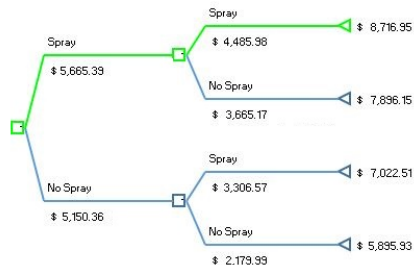 Spray
$ 8,716.95
Spray
$ 4,485.98
$ 5,665.39
No Spray
$ 7,896.15
$ 3,665.17
Spray
$ 7,022.51
No Spray
$ 3,306.57
$ 5,150.36
No Spray
$ 5,895.93
$ 2,179.99